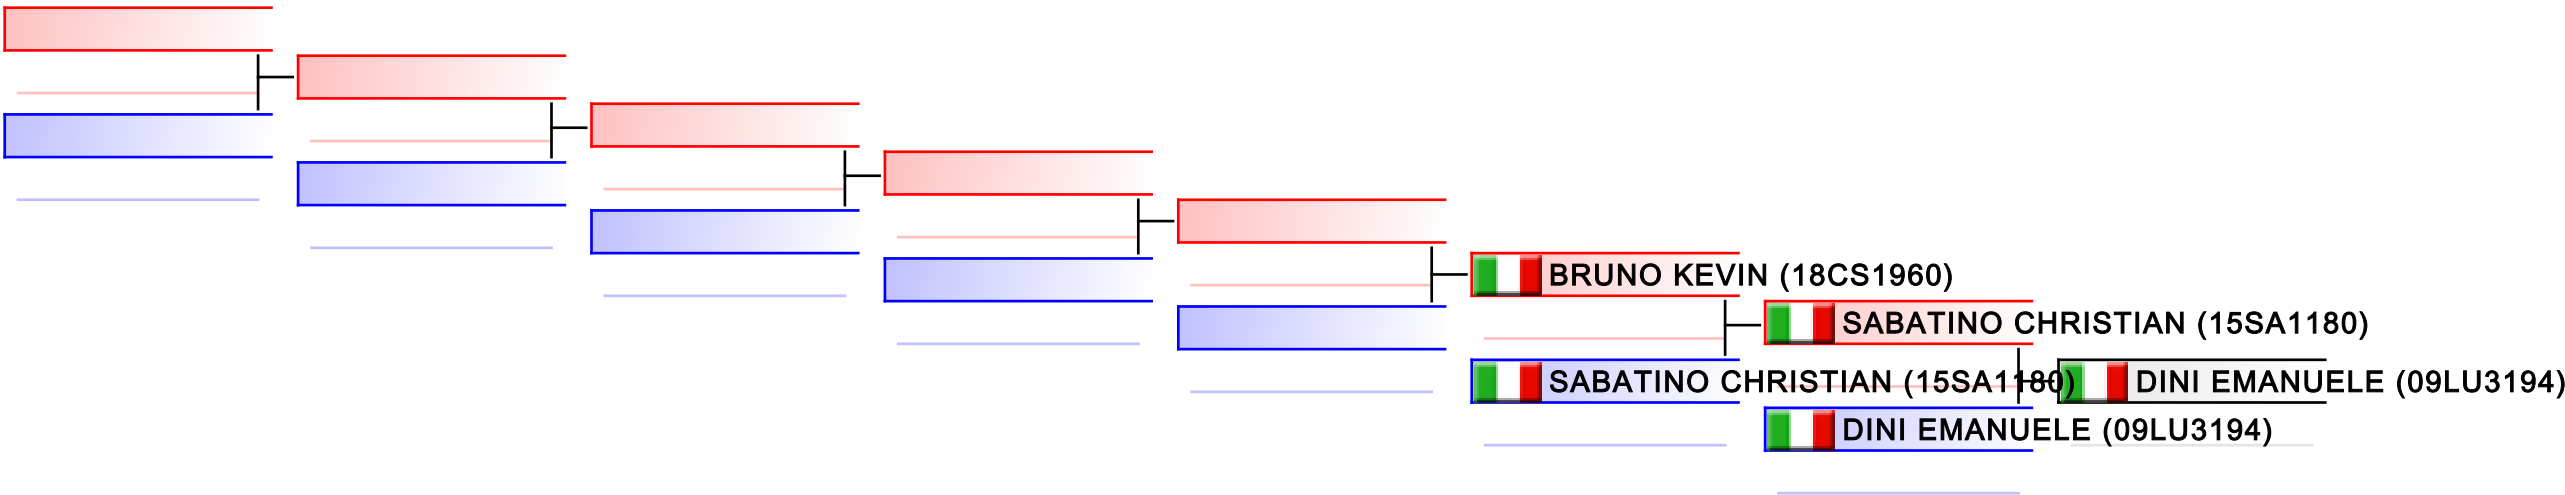 BRUNO KEVIN (18CS1960)
SABATINO CHRISTIAN (15SA1180)
SABATINO CHRISTIAN (15SA1180)
DINI EMANUELE (09LU3194)
DINI EMANUELE (09LU3194)